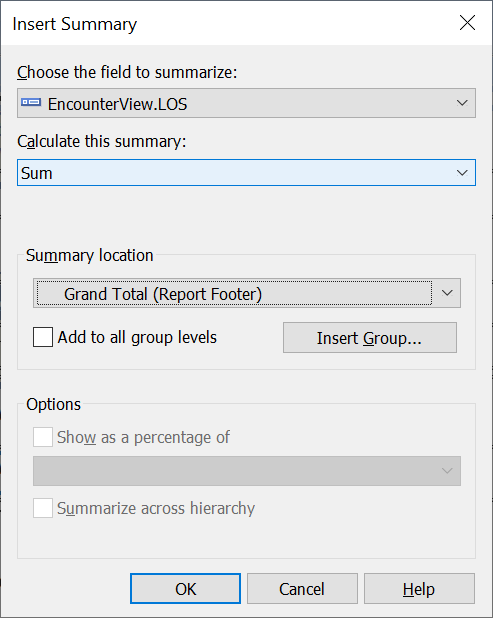 Insert Summary
Choose the field to summarize:
EncounterView.LOS
Calculate this summary:
Sum
Summary location
Grand Total (Report Footer)
Add to all group levels
Insert Group...
Options
Show as a percentage of
Summarize across hierarchy
OK Cancel Help